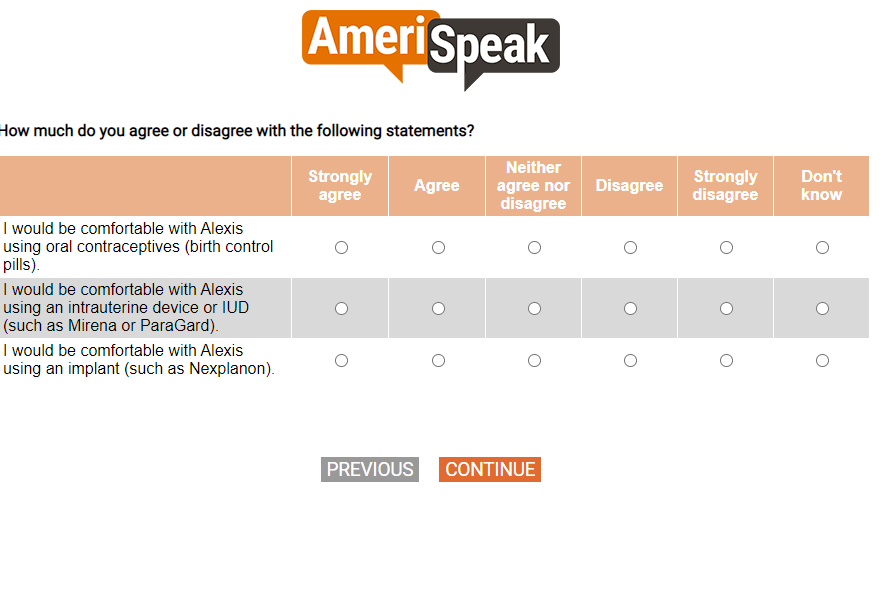 AmeriSpeak
How much do you agree or disagree with the following statements?
Strongly agree
Agree
Neither agree nor disagree
Disagree
Strongly disagree
Don't know
I would be comfortable with Alexis
using oral contraceptives (birth control
pills).
I would be comfortable with Alexis
using an intrauterine device or IUD
(such as Mirena or ParaGard).
I would be comfortable with Alexis
using an implant (such as Nexplanon).
PREVIOUS
CONTINUE